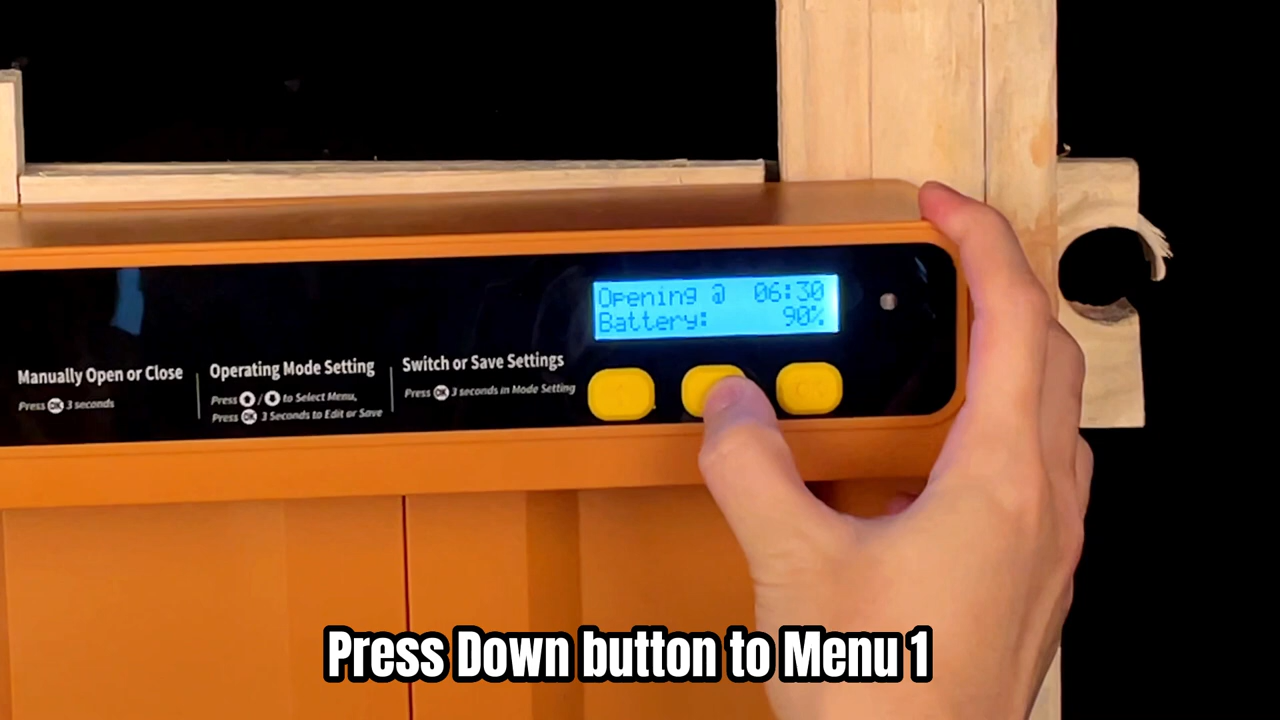 Opening @ 06:30
Battery: 90%
Manually Open or Close
Press OK 3 seconds
Operating Mode Setting
Press / to Select Menu,
Press OK 3 Seconds to Edit or Save
Switch or Save Settings
Press OK 3 seconds in Mode Setting
Press Down button to Menu 1